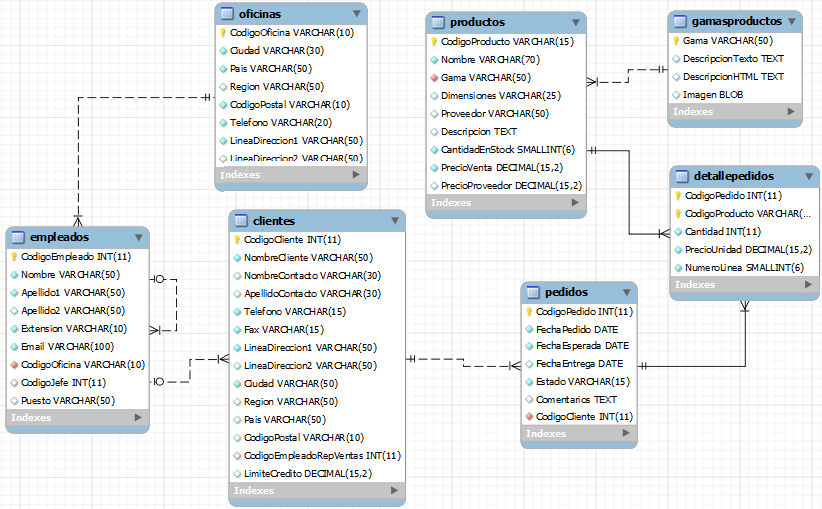 oficinas
CodigoOficina VARCHAR(10)
Ciudad VARCHAR(30)
Pais VARCHAR(50)
Region VARCHAR(50)
CodigoPostal VARCHAR(10)
Telefono VARCHAR(20)
LineaDireccion1 VARCHAR(50)
LineaDireccion2 VARCHAR(50)
Indexes
productos
CodigoProducto VARCHAR(15)
Nombre VARCHAR(70)
Gama VARCHAR(50)
Dimensiones VARCHAR(25)
Proveedor VARCHAR(50)
Descripcion TEXT
CantidadEnStock SMALLINT(6)
PrecioVenta DECIMAL(15,2)
PrecioProveedor DECIMAL(15,2)
Indexes
gamasproductos
Gama VARCHAR(50)
DescripcionTexto TEXT
DescripcionHTML TEXT
Imagen BLOB
Indexes
detallepedidos
CodigoPedido INT(11)
CodigoProducto VARCHAR(...
Cantidad INT(11)
PrecioUnidad DECIMAL(15,2)
NumeroLinea SMALLINT(6)
Indexes
empleados
CodigoEmpleado INT(11)
Nombre VARCHAR(50)
Apellido1 VARCHAR(50)
Apellido2 VARCHAR(50)
Extension VARCHAR(10)
Email VARCHAR(100)
CodigoOficina VARCHAR(10)
CodigoJefe INT(11)
Puesto VARCHAR(50)
Indexes
clientes
CodigoCliente INT(11)
NombreCliente VARCHAR(50)
NombreContacto VARCHAR(30)
ApellidoContacto VARCHAR(30)
Telefono VARCHAR(15)
Fax VARCHAR(15)
LineaDireccion1 VARCHAR(50)
LineaDireccion2 VARCHAR(50)
Ciudad VARCHAR(50)
Region VARCHAR(50)
Pais VARCHAR(50)
CodigoPostal VARCHAR(10)
CodigoEmpleadoRepVentas INT(11)
LimiteCredito DECIMAL(15,2)
Indexes
pedidos
CodigoPedido INT(11)
FechaPedido DATE
FechaEsperada DATE
FechaEntrega DATE
Estado VARCHAR(15)
Comentarios TEXT
CodigoCliente INT(11)
Indexes